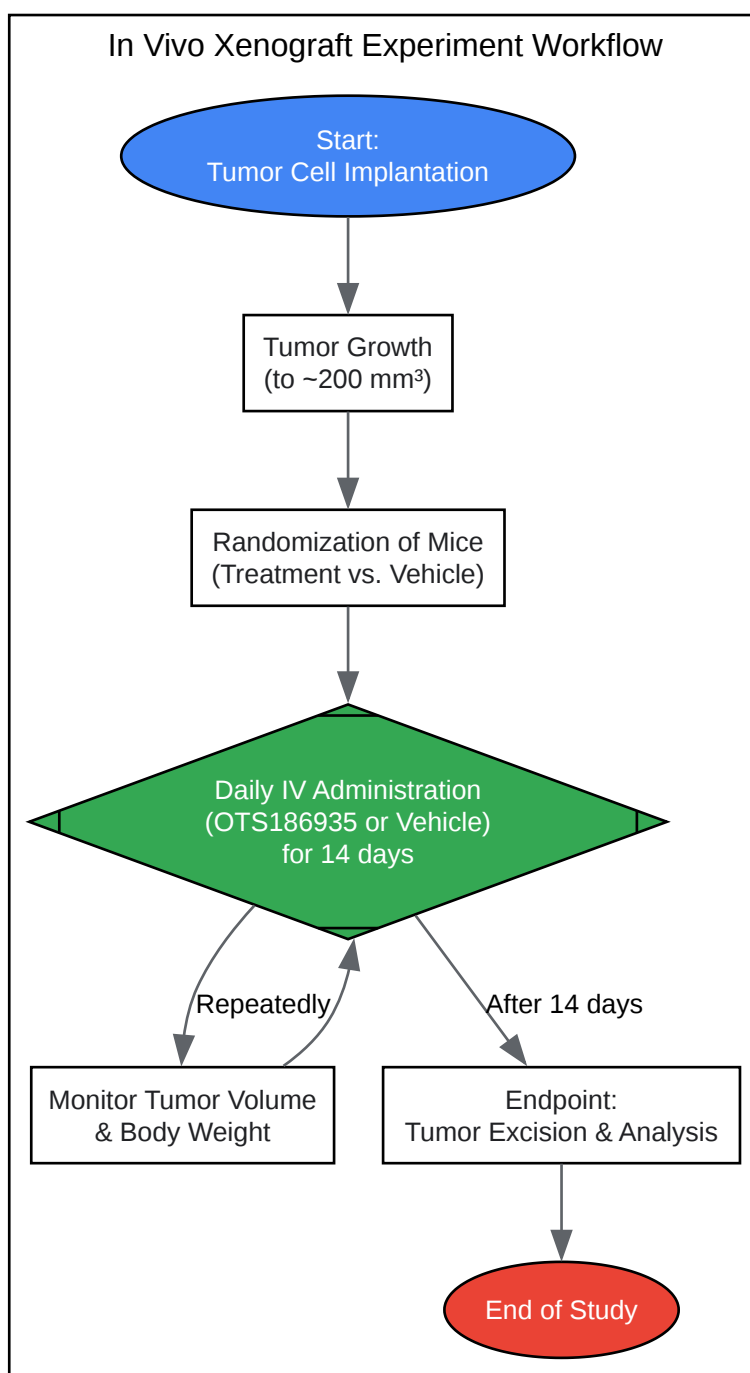 In Vivo Xenograft Experiment Workflow
Start:
Tumor Cell Implantation
Tumor Growth
(to ~200 mm³)
Randomization of Mice
(Treatment vs. Vehicle)
Daily IV Administration
(OTS186935 or Vehicle)
for 14 days
Repeatedly
After 14 days
Monitor Tumor Volume
& Body Weight
Endpoint:
Tumor Excision & Analysis
End of Study